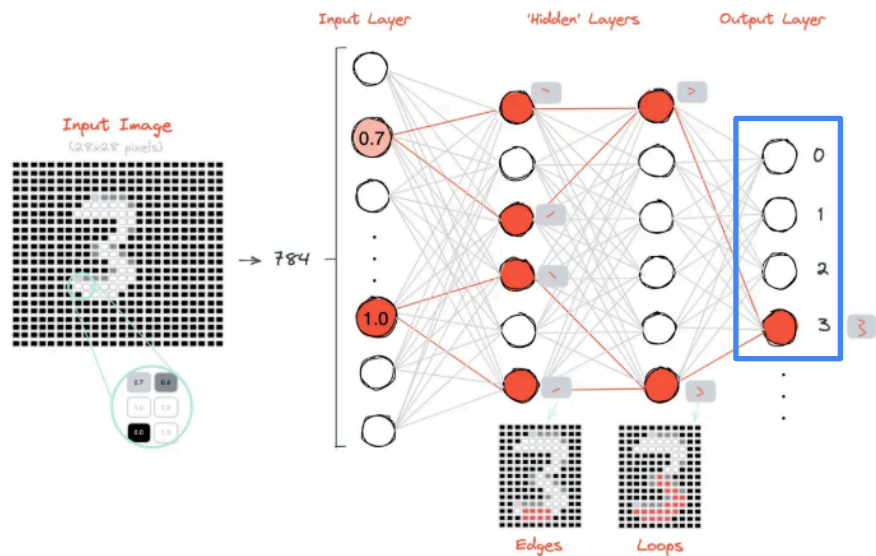 Input Layer
'Hidden' Layers
Output Layer
Input Image
(28x28 pixels)
0.7
1.0
784
0
1
2
3
0.7
0.4
1.0
1.0
0.0
1.0
Edges
Loops